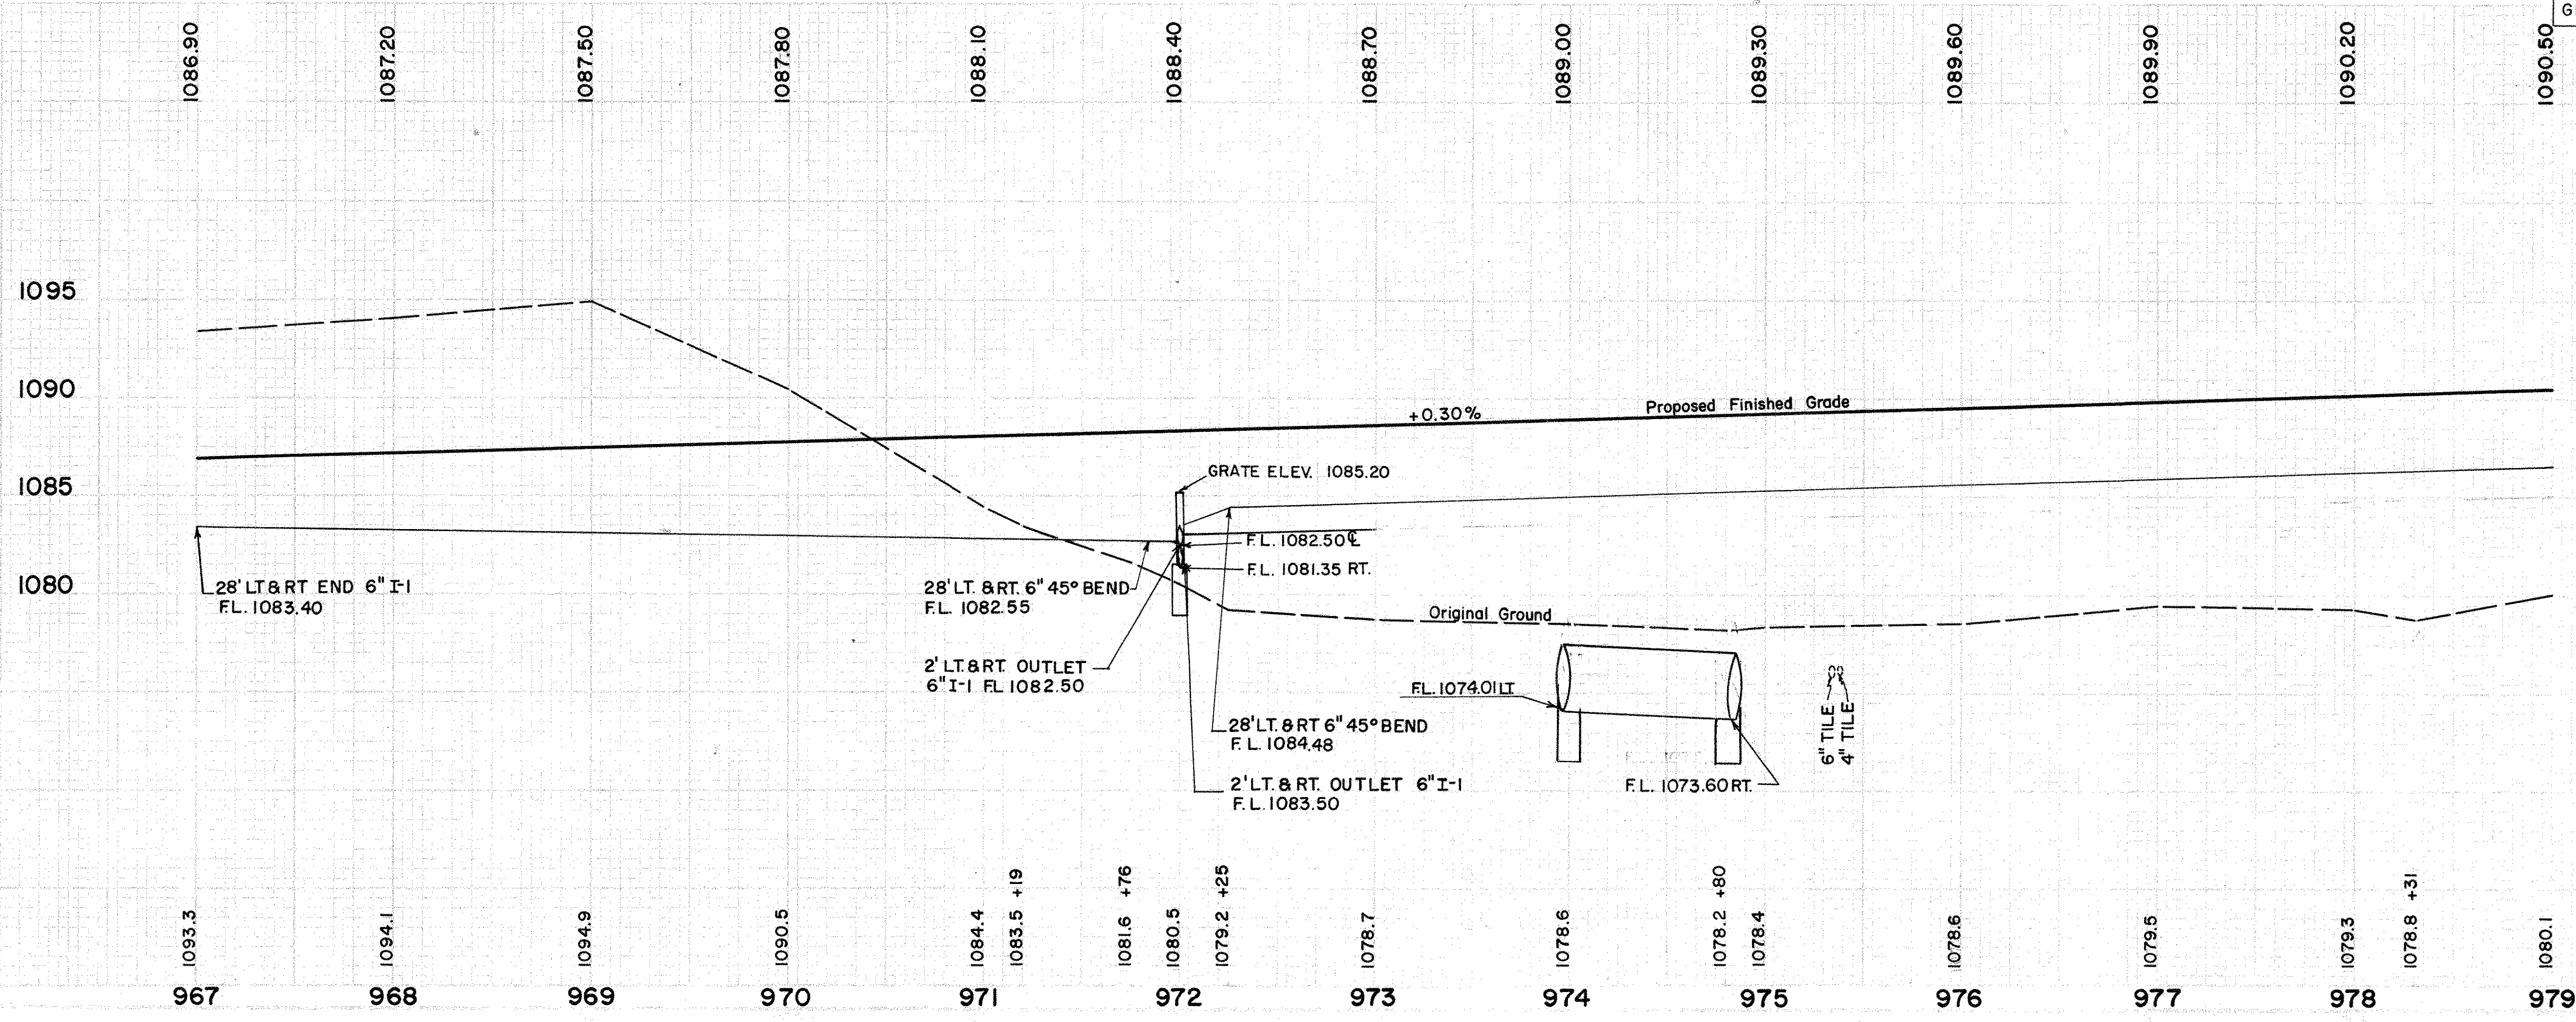 G
1086.90 1087.20 1087.50 1087.80 1088.10 1088.40 1088.70 1089.00 1089.30 1089.60 1089.90 1090.20 1090.50
1095
1090
+0.30%
Proposed Finished Grade
1085
GRATE ELEV. 1085.20
F.L. 1082.50 ℄
F.L. 1081.35 RT.
1080
28' LT & RT END 6" I-1
F.L. 1083.40
28' LT. & RT. 6" 45° BEND
F.L. 1082.55
Original Ground
2' LT. & RT. OUTLET
6" I-1 FL 1082.50
F.L. 1074.01 LT
28' LT. & RT 6" 45° BEND
F.L. 1084.48
6" TILE
4" TILE
2' LT. & RT. OUTLET 6" I-1
F.L. 1083.50
F.L. 1073.60 RT.
1093.3 1094.1 1094.9 1090.5 1084.4 1083.5 +19 1081.6 +76 1080.5 1079.2 +25 1078.7 1078.6 1078.2 +80 1078.4 1078.6 1079.5 1079.3 1078.8 +31 1080.1
967 968 969 970 971 972 973 974 975 976 977 978 979